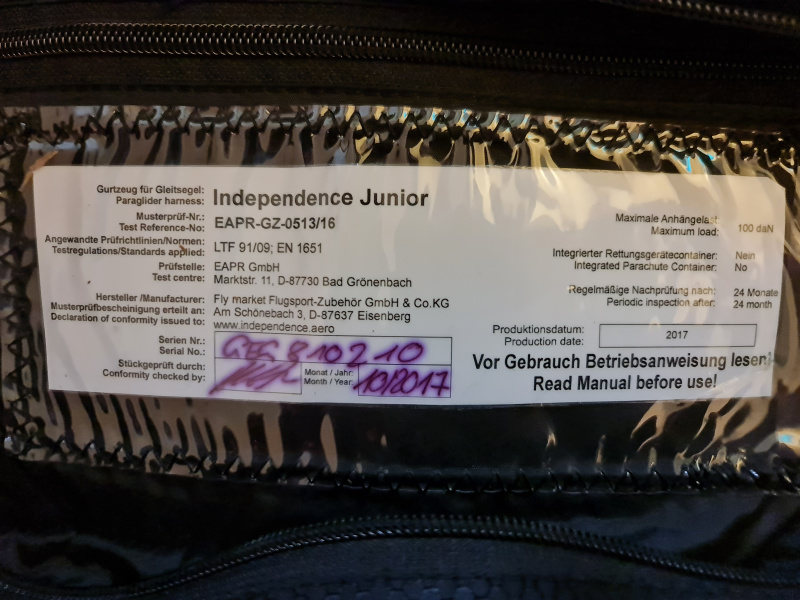 Gurtzeug für Gleitsegel:
Paraglider harness:
Independence Junior
Musterprüf-Nr.:
Test Reference-No:
EAPR-GZ-0513/16
Angewandte Prüfrichtlinien/Normen:
Testregulations/Standards applied:
LTF 91/09; EN 1651
Prüfstelle:
Test centre:
EAPR GmbH
Marktstr. 11, D-87730 Bad Grönenbach
Hersteller /Manufacturer:
Musterprüfbescheinigung erteilt an:
Declaration of conformity issued to:
Fly market Flugsport-Zubehör GmbH & Co.KG
Am Schönebach 3, D-87637 Eisenberg
www.independence.aero
Serien Nr.:
Serial No.:
810210
Stückgeprüft durch:
Conformity checked by:
Monat / Jahr:
Month / Year:
10/2017
Maximale Anhängelast:
Maximum load:
100 daN
Integrierter Rettungsgerätecontainer:
Integrated Parachute Container:
Nein
No
Regelmäßige Nachprüfung nach:
Periodic inspection after:
24 Monate
24 month
Produktionsdatum:
Production date:
2017
Vor Gebrauch Betriebsanweisung lesen!
Read Manual before use!